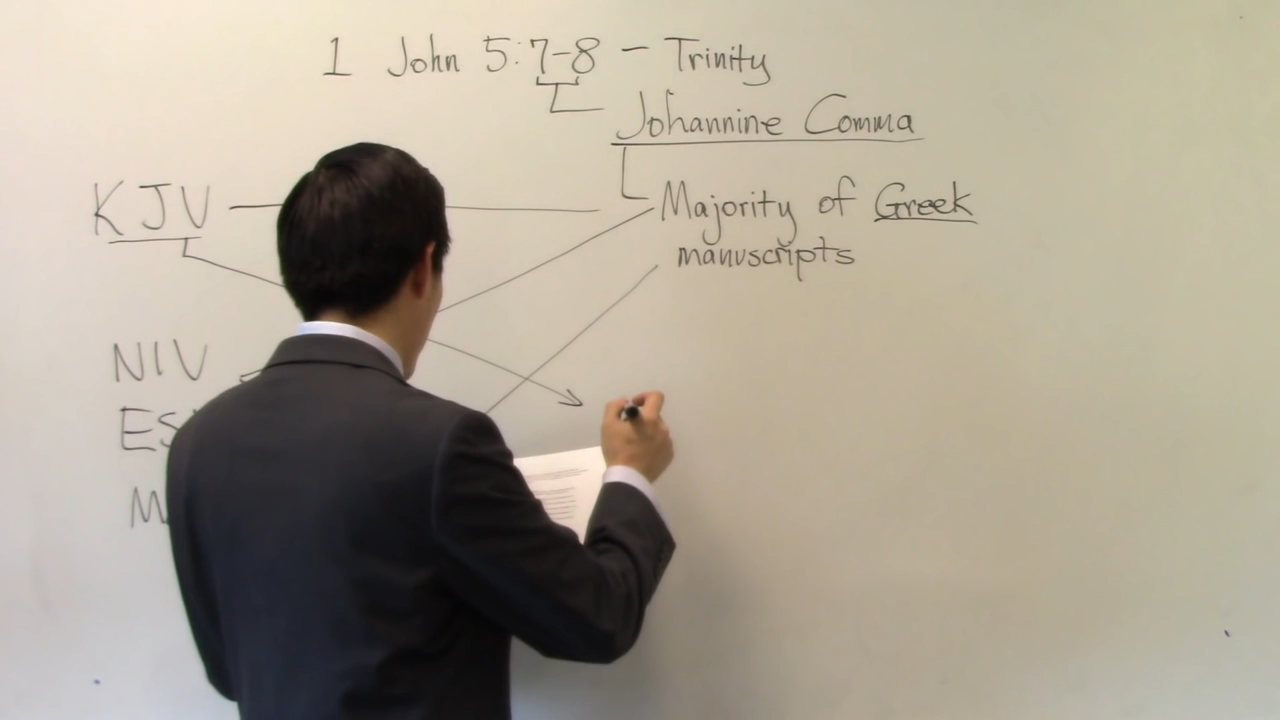 1 John 5:7-8 – Trinity
Johannine Comma
KJV
Majority of Greek
manuscripts
NIV